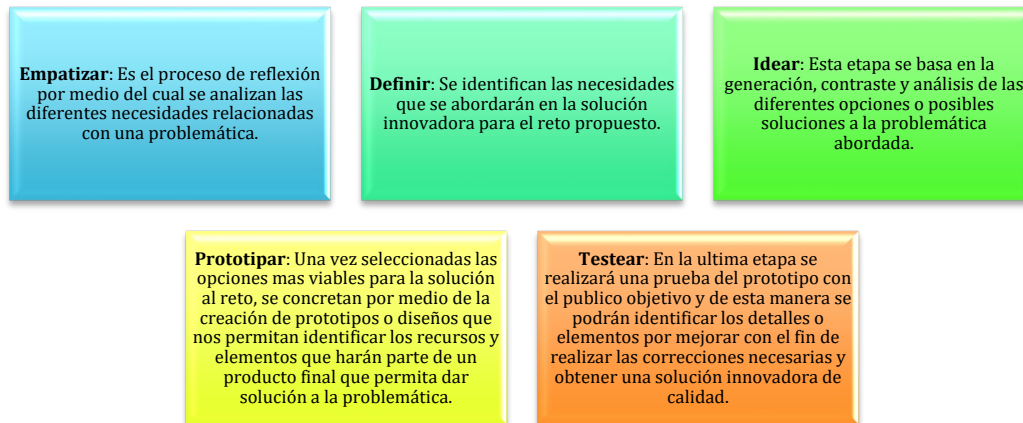 Empatizar: Es el proceso de reflexión
por medio del cual se analizan las
diferentes necesidades relacionadas
con una problemática.
Definir: Se identifican las necesidades
que se abordarán en la solución
innovadora para el reto propuesto.
Idear: Esta etapa se basa en la
generación, contraste y análisis de las
diferentes opciones o posibles
soluciones a la problemática
abordada.
Prototipar: Una vez seleccionadas las
opciones mas viables para la solución
al reto, se concretan por medio de la
creación de prototipos o diseños que
nos permitan identificar los recursos y
elementos que harán parte de un
producto final que permita dar
solución a la problemática.
Testear: En la ultima etapa se
realizará una prueba del prototipo con
el publico objetivo y de esta manera se
podrán identificar los detalles o
elementos por mejorar con el fin de
realizar las correcciones necesarias y
obtener una solución innovadora de
calidad.